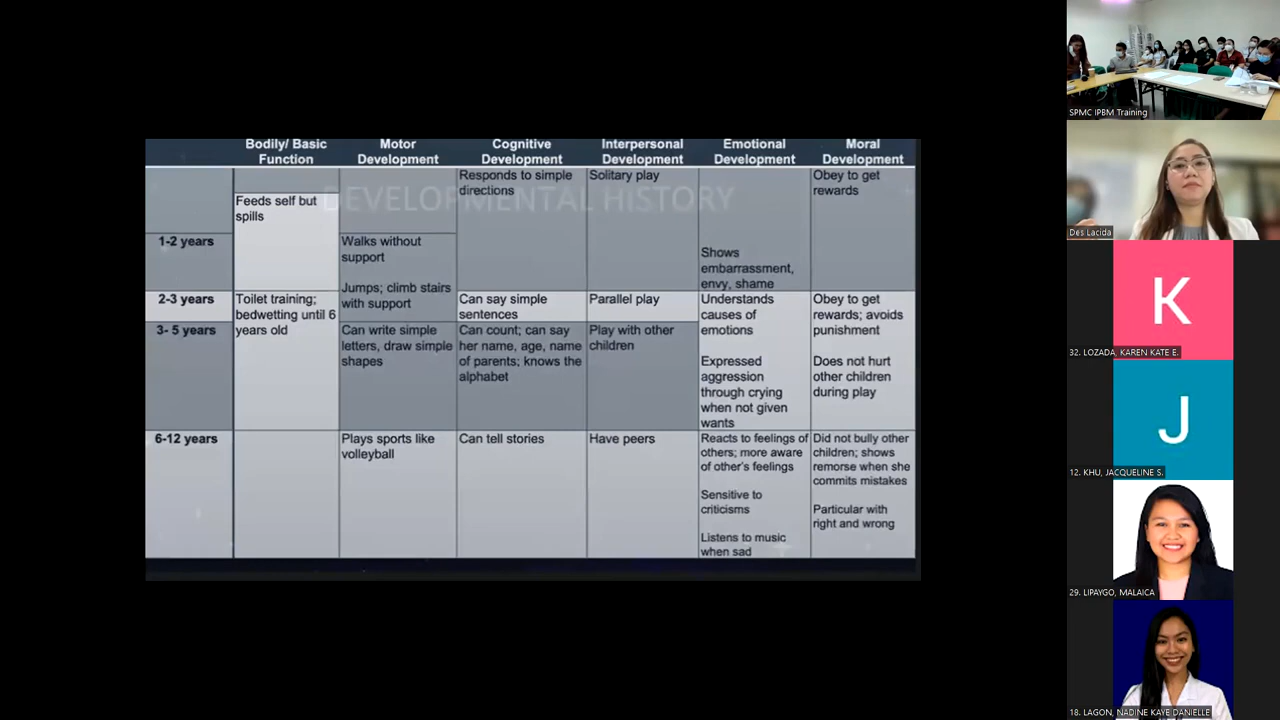 Bodily/ Basic Function
Motor Development
Cognitive Development
Interpersonal Development
Emotional Development
Moral Development
DEVELOPMENTAL HISTORY
Feeds self but
spills
Responds to simple
directions
Solitary play
Obey to get
rewards
1-2 years
Walks without
support
Jumps; climb stairs
with support
Shows
embarrassment,
envy, shame
2-3 years
Toilet training;
bedwetting until 6
years old
Can say simple
sentences
Parallel play
Understands
causes of
emotions
Expressed
aggression
through crying
when not given
wants
Obey to get
rewards; avoids
punishment
Does not hurt
other children
during play
3- 5 years
Can write simple
letters, draw simple
shapes
Can count; can say
her name, age, name
of parents; knows the
alphabet
Play with other
children
6-12 years
Plays sports like
volleyball
Can tell stories
Have peers
Reacts to feelings of
others; more aware
of other's feelings
Sensitive to
criticisms
Listens to music
when sad
Did not bully other
children; shows
remorse when she
commits mistakes
Particular with
right and wrong
SPMC IPBM Training
Des Lacida
K
32. LOZADA, KAREN KATE E.
J
12. KHU, JACQUELINE S.
29. LIPAYGO, MALAICA
18. LAGON, NADINE KAYE DANIELLE